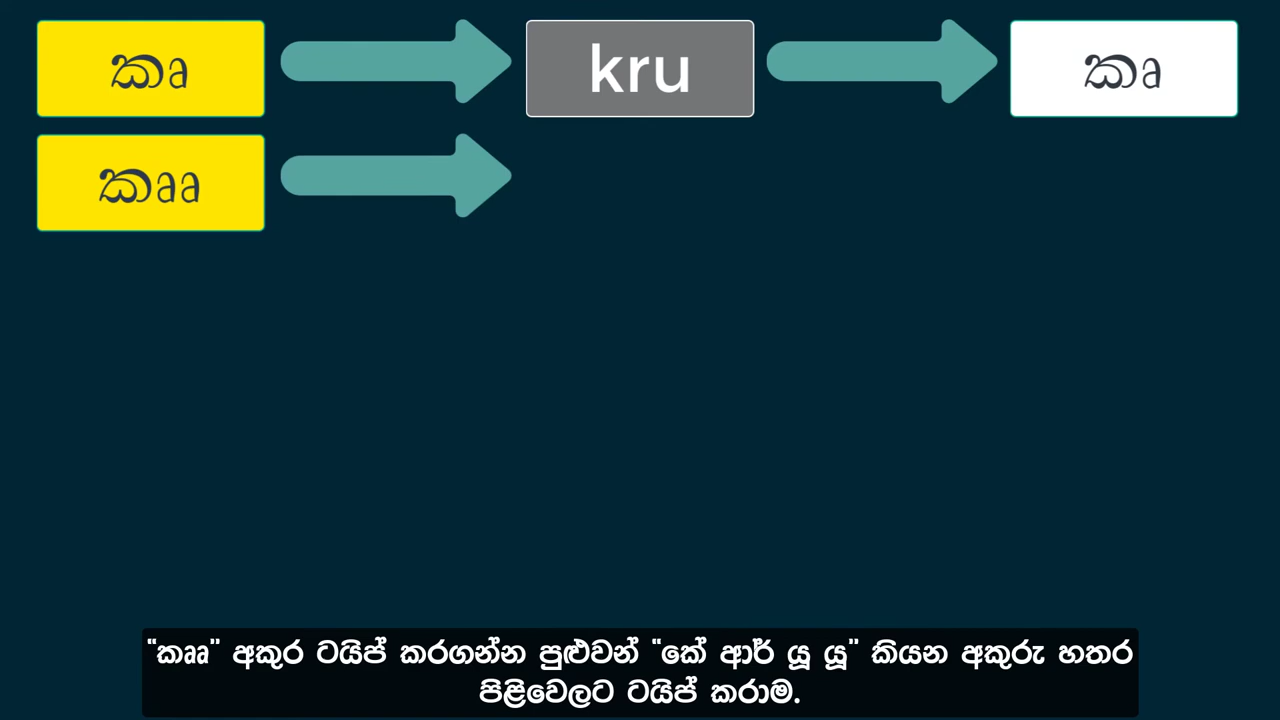 කෘ kru කෘ
කෲ
“කෲ” අකුර ටයිප් කරගන්න පුළුවන් “කේ ආර් යූ යූ” කියන අකුරු හතර
පිළිවෙලට ටයිප් කරාම.